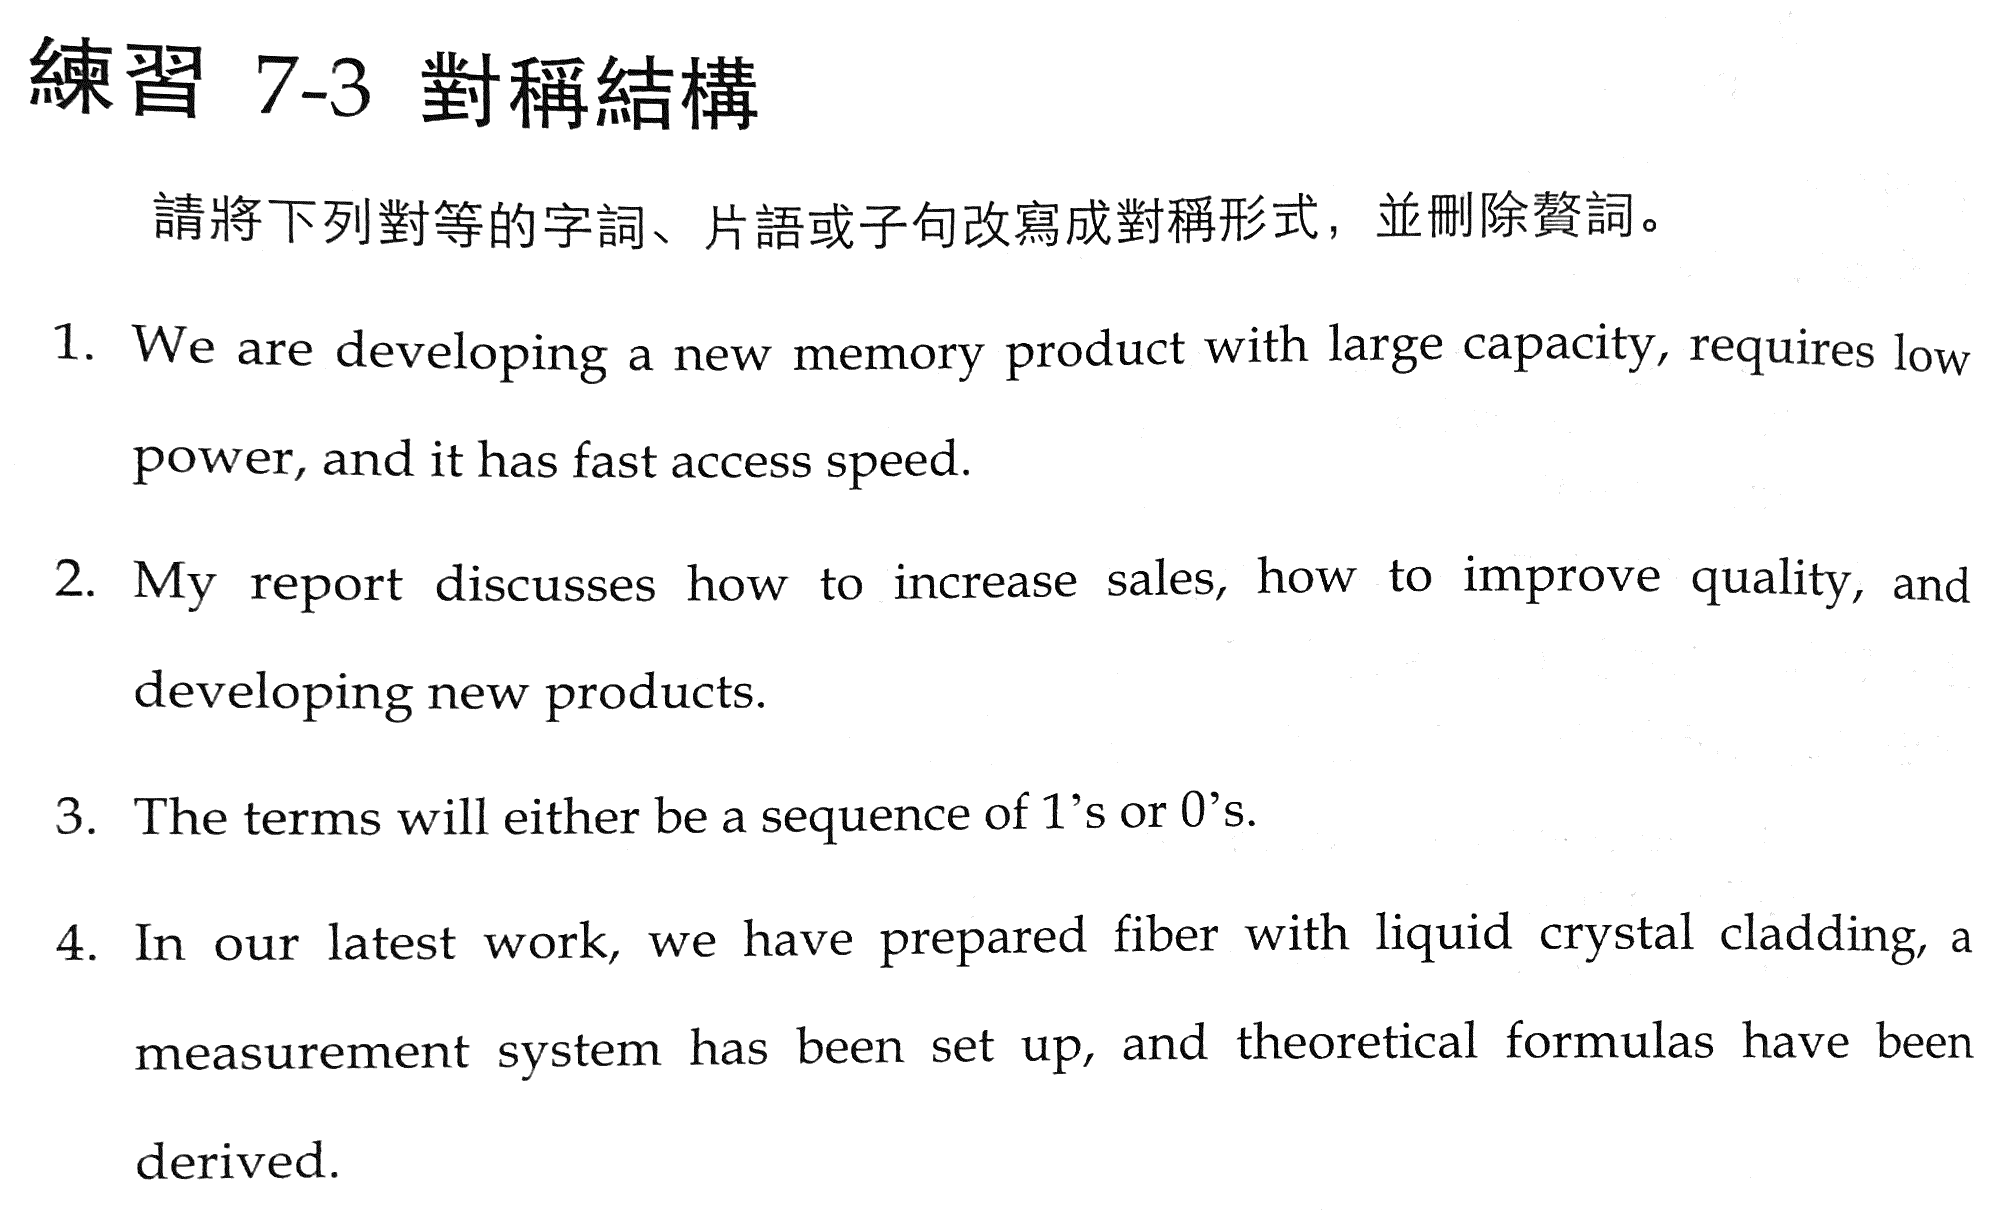 練習 7-3 對稱結構
請將下列對等的字詞、片語或子句改寫成對稱形式，並刪除贅詞。
1. We are developing a new memory product with large capacity, requires low
power, and it has fast access speed.
2. My report discusses how to increase sales, how to improve quality, and
developing new products.
3. The terms will either be a sequence of 1's or 0's.
4. In our latest work, we have prepared fiber with liquid crystal cladding, a
measurement system has been set up, and theoretical formulas have been
derived.